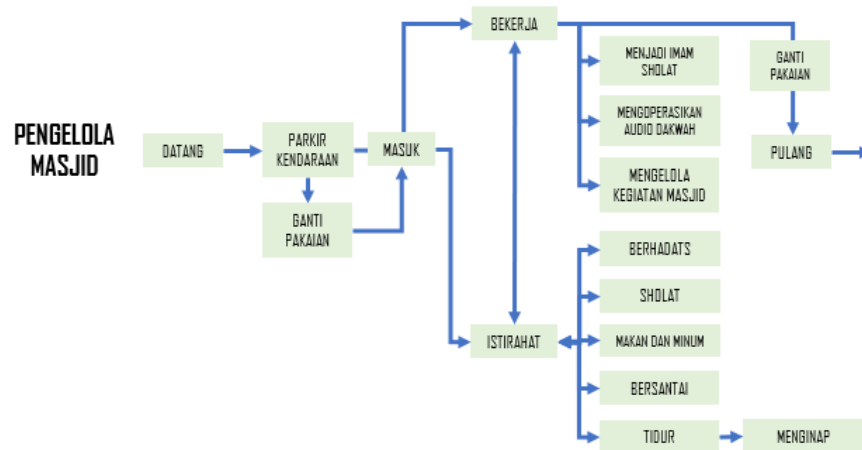 PENGELOLA
MASJID
DATANG
PARKIR
KENDARAAN
GANTI
PAKAIAN
MASUK
BEKERJA
MENJADI IMAM
SHOLAT
MENGOPERASIKAN
AUDIO DAKWAH
MENGELOLA
KEGIATAN MASJID
GANTI
PAKAIAN
PULANG
ISTIRAHAT
BERHADATS
SHOLAT
MAKAN DAN MINUM
BERSANTAI
TIDUR
MENGINAP